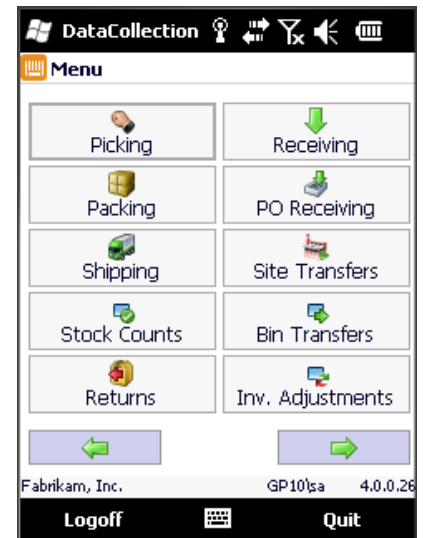 DataCollection
Menu
Picking Receiving
Packing PO Receiving
Shipping Site Transfers
Stock Counts Bin Transfers
Returns Inv. Adjustments
Fabrikam, Inc. GP10\sa 4.0.0.26
Logoff Quit